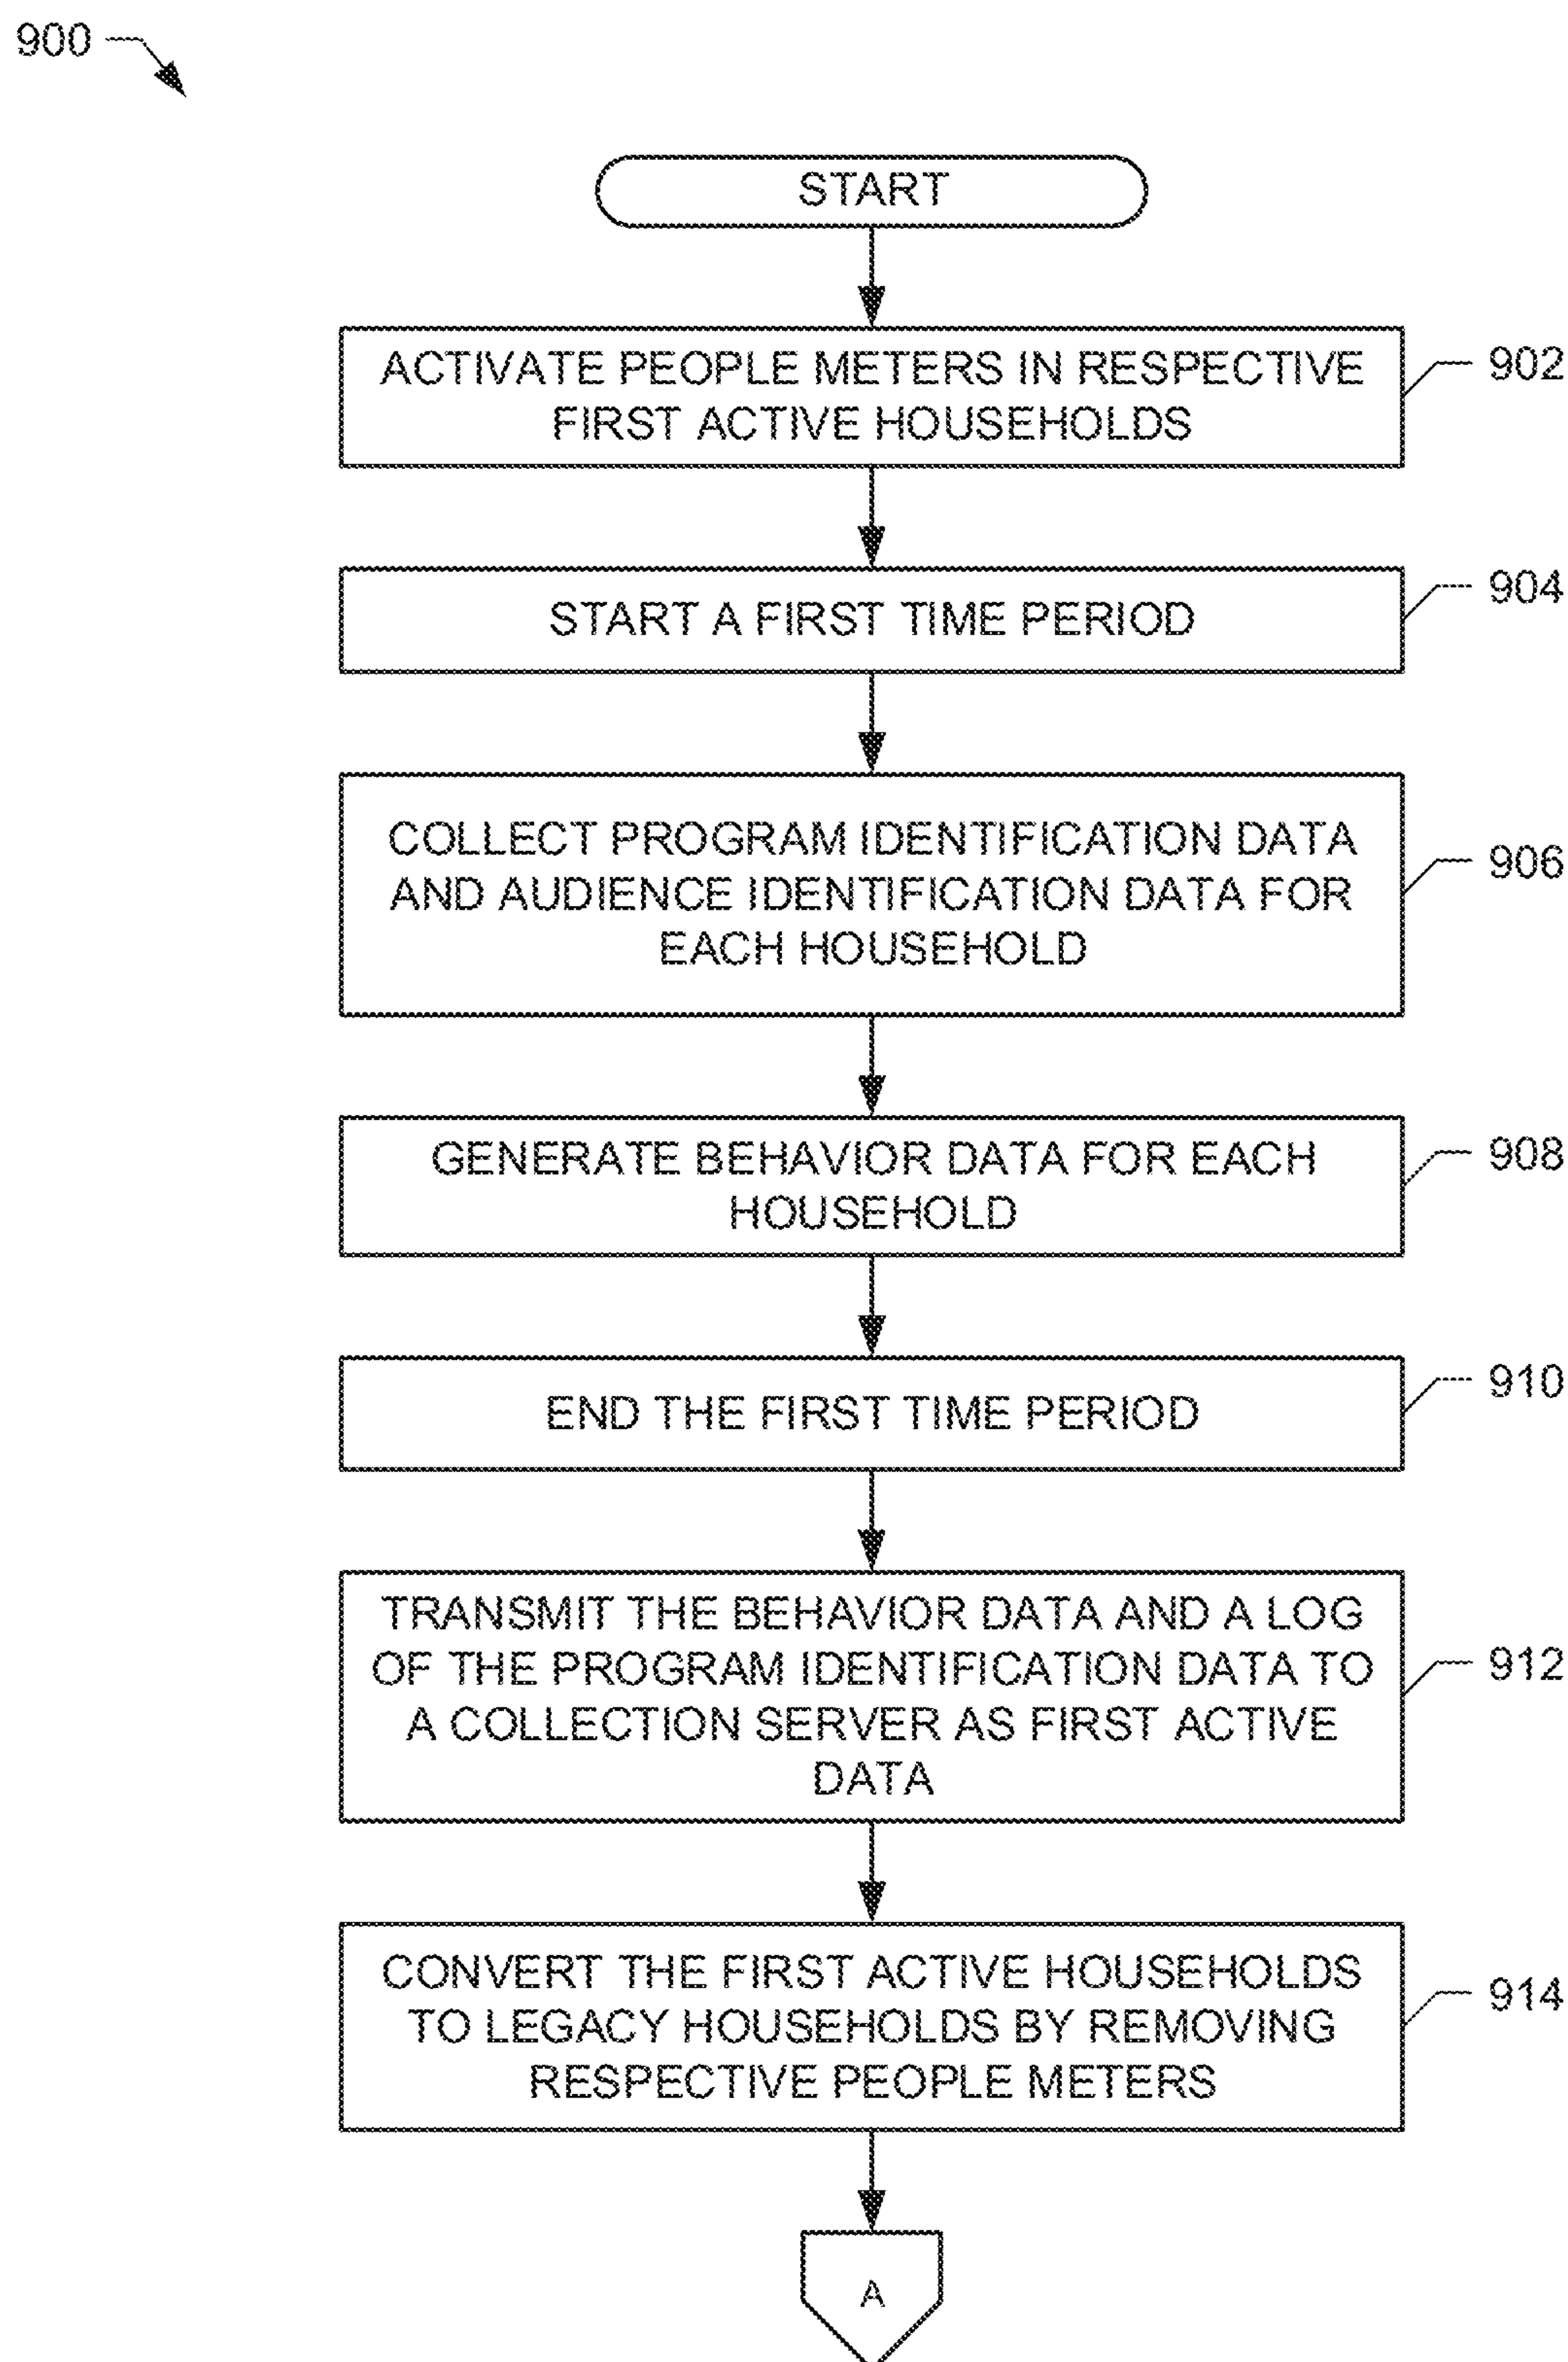 900
START
ACTIVATE PEOPLE METERS IN RESPECTIVE
FIRST ACTIVE HOUSEHOLDS
902
START A FIRST TIME PERIOD
904
COLLECT PROGRAM IDENTIFICATION DATA
AND AUDIENCE IDENTIFICATION DATA FOR
EACH HOUSEHOLD
906
GENERATE BEHAVIOR DATA FOR EACH
HOUSEHOLD
908
END THE FIRST TIME PERIOD
910
TRANSMIT THE BEHAVIOR DATA AND A LOG
OF THE PROGRAM IDENTIFICATION DATA TO
A COLLECTION SERVER AS FIRST ACTIVE
DATA
912
CONVERT THE FIRST ACTIVE HOUSEHOLDS
TO LEGACY HOUSEHOLDS BY REMOVING
RESPECTIVE PEOPLE METERS
914
A